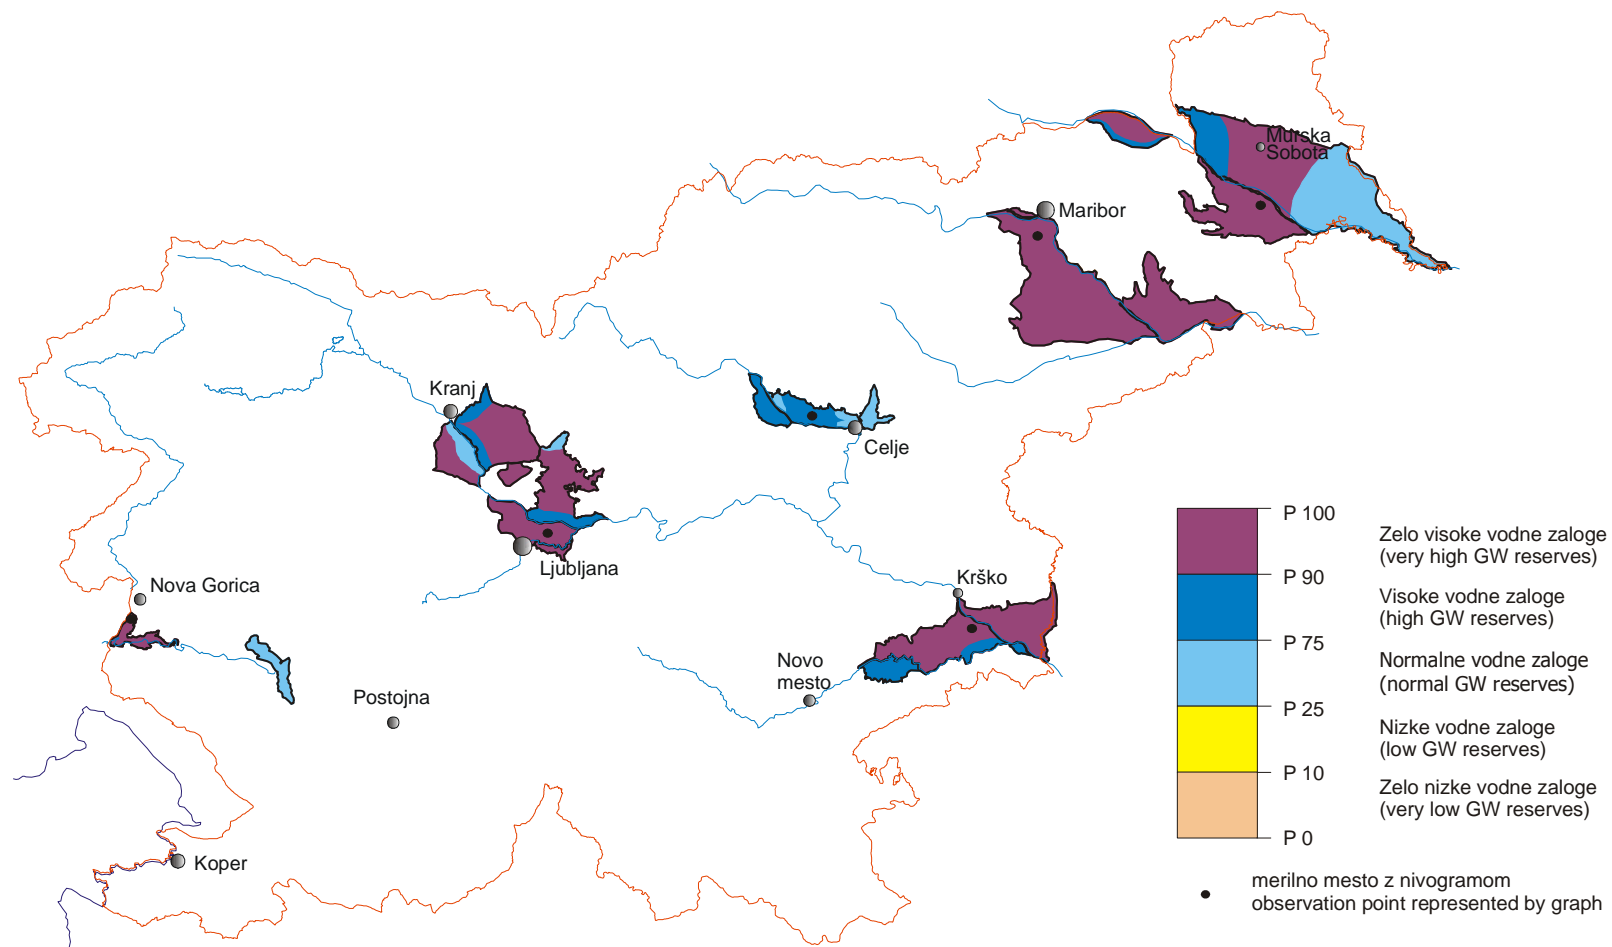 Murska
Sobota
Maribor
Kranj
Celje
Ljubljana
Nova Gorica
Krško
Novo
mesto
Postojna
Koper
P 100
Zelo visoke vodne zaloge
(very high GW reserves)
P 90
Visoke vodne zaloge
(high GW reserves)
P 75
Normalne vodne zaloge
(normal GW reserves)
P 25
Nizke vodne zaloge
(low GW reserves)
P 10
Zelo nizke vodne zaloge
(very low GW reserves)
P 0
merilno mesto z nivogramom
observation point represented by graph